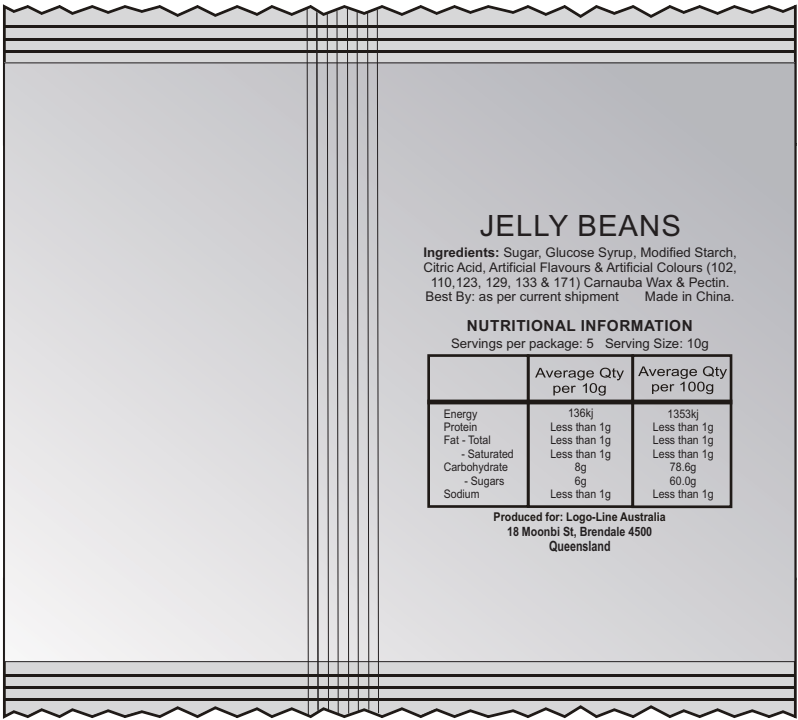 JELLY BEANS
Ingredients: Sugar, Glucose Syrup, Modified Starch,
Citric Acid, Artificial Flavours & Artificial Colours (102,
110,123, 129, 133 & 171) Carnauba Wax & Pectin.
Best By: as per current shipment Made in China.
NUTRITIONAL INFORMATION
Servings per package: 5 Serving Size: 10g
Average Qty per 10g Average Qty per 100g
Energy 136kj 1353kj
Protein Less than 1g Less than 1g
Fat - Total Less than 1g Less than 1g
- Saturated Less than 1g Less than 1g
Carbohydrate 8g 78.6g
- Sugars 6g 60.0g
Sodium Less than 1g Less than 1g
Produced for: Logo-Line Australia
18 Moonbi St, Brendale 4500
Queensland